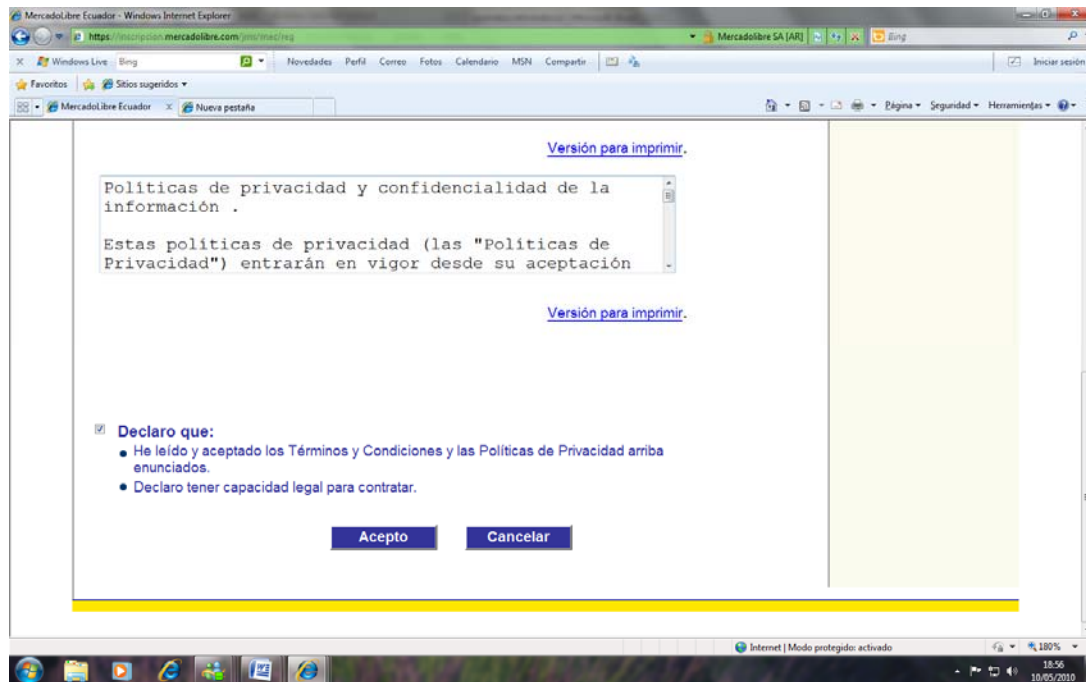 MercadoLibre Ecuador - Windows Internet Explorer
https://inscripcion.mercadolibre.com/jms/mec/reg
Mercadolibre SA [AR]
Bing
Windows Live
Bing
Novedades
Perfil
Correo
Fotos
Calendario
MSN
Compartir
Iniciar sesión
Favoritos
Sitios sugeridos
MercadoLibre Ecuador
Nueva pestaña
Página
Seguridad
Herramientas
Versión para imprimir.
Políticas de privacidad y confidencialidad de la
información .
Estas políticas de privacidad (las "Políticas de
Privacidad") entrarán en vigor desde su aceptación
Versión para imprimir.
Declaro que:
He leído y aceptado los Términos y Condiciones y las Políticas de Privacidad arriba
enunciados.
Declaro tener capacidad legal para contratar.
Acepto
Cancelar
Internet | Modo protegido: activado
180%
18:56
10/05/2010